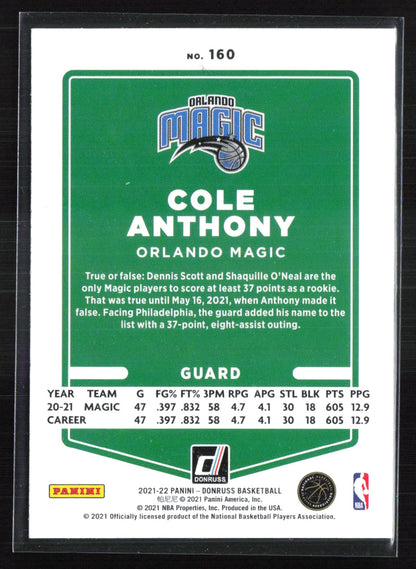 NO. 160
ORLANDO
MAGIC
COLE
ANTHONY
ORLANDO MAGIC
True or false: Dennis Scott and Shaquille O'Neal are the
only Magic players to score at least 37 points as a rookie.
That was true until May 16, 2021, when Anthony made it
false. Facing Philadelphia, the guard added his name to the
list with a 37-point, eight-assist outing.
GUARD
YEAR TEAM G FG% FT% 3PM RPG APG STL BLK PTS PPG
20-21 MAGIC 47 .397 .832 58 4.7 4.1 30 18 605 12.9
CAREER 47 .397 .832 58 4.7 4.1 30 18 605 12.9
DONRUSS
PANINI
2021-22 PANINI – DONRUSS BASKETBALL
帕尼尼 © 2021 Panini America, Inc.
© 2021 NBA Properties, Inc. Produced in the USA.
© 2021 Officially licensed product of the National Basketball Players Association.
NBA